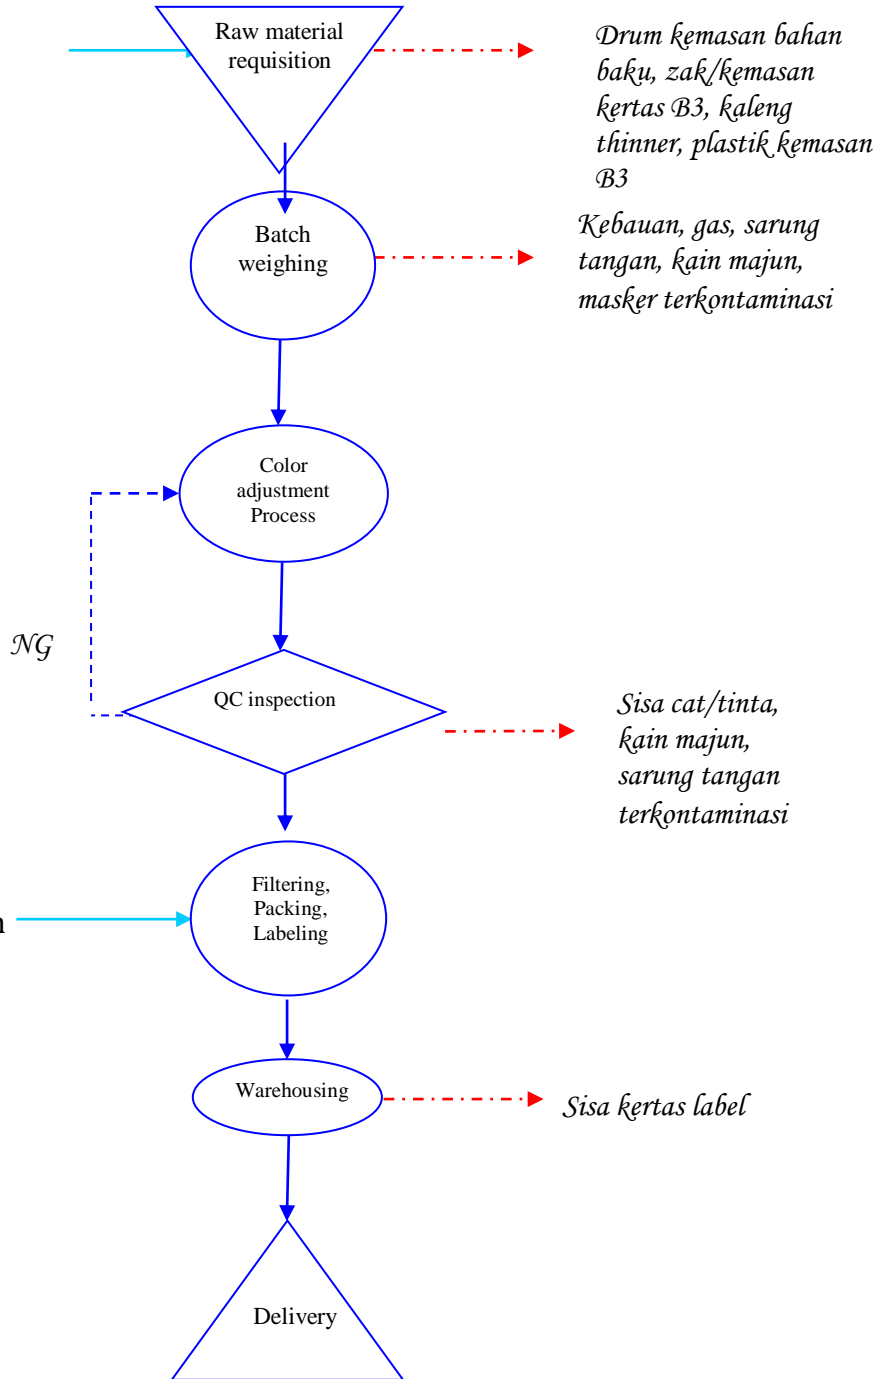 Raw material
requisition
Drum kemasan bahan
baku, zak/kemasan
kertas B3, kaleng
thinner, plastik kemasan
B3
Batch
weighing
Kebauan, gas, sarung
tangan, kain majun,
masker terkontaminasi
Color
adjustment
Process
NG
QC inspection
Sisa cat/tinta,
kain majun,
sarung tangan
terkontaminasi
Filtering,
Packing,
Labeling
Warehousing
Sisa kertas label
Delivery